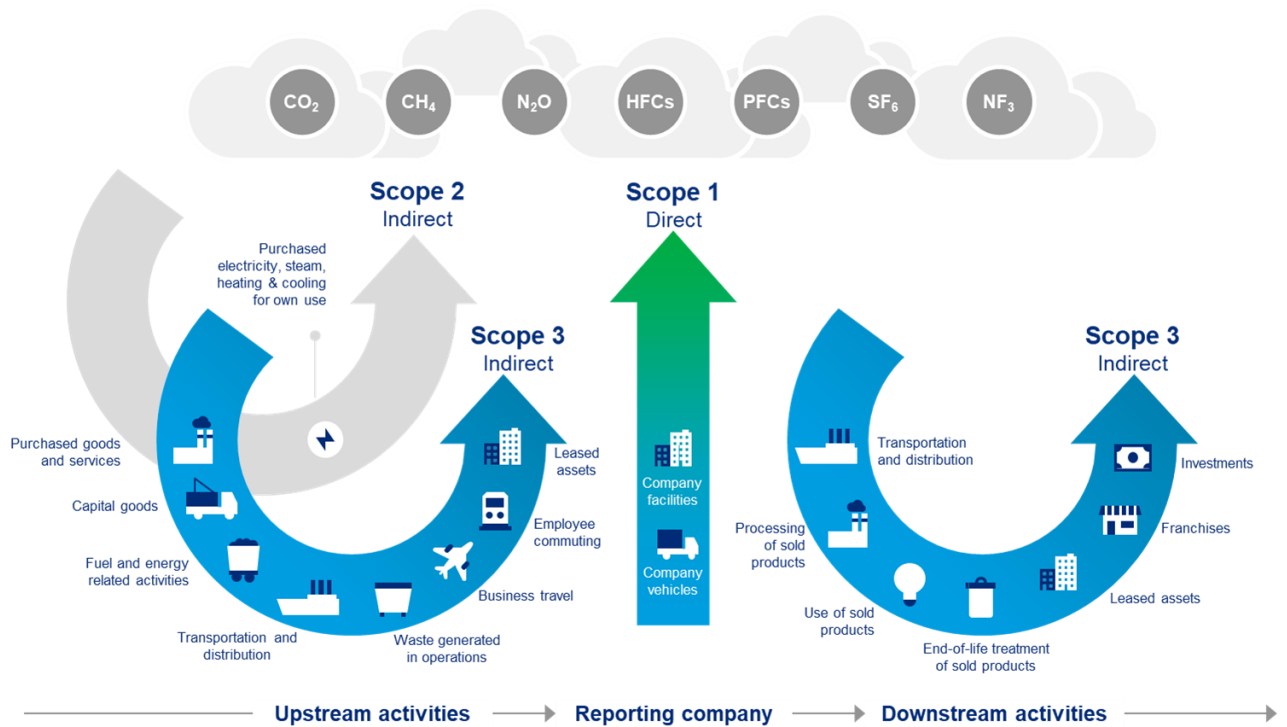 CO₂
CH₄
N₂O
HFCs
PFCs
SF₆
NF₃
Scope 2
Indirect
Purchased
electricity, steam,
heating & cooling
for own use
Scope 1
Direct
Scope 3
Indirect
Purchased goods
and services
Capital goods
Fuel and energy
related activities
Transportation and
distribution
Waste generated
in operations
Business travel
Employee
commuting
Leased
assets
Company
facilities
Company
vehicles
Scope 3
Indirect
Transportation
and distribution
Processing
of sold
products
Use of sold
products
End-of-life treatment
of sold products
Leased assets
Franchises
Investments
Upstream activities
Reporting company
Downstream activities